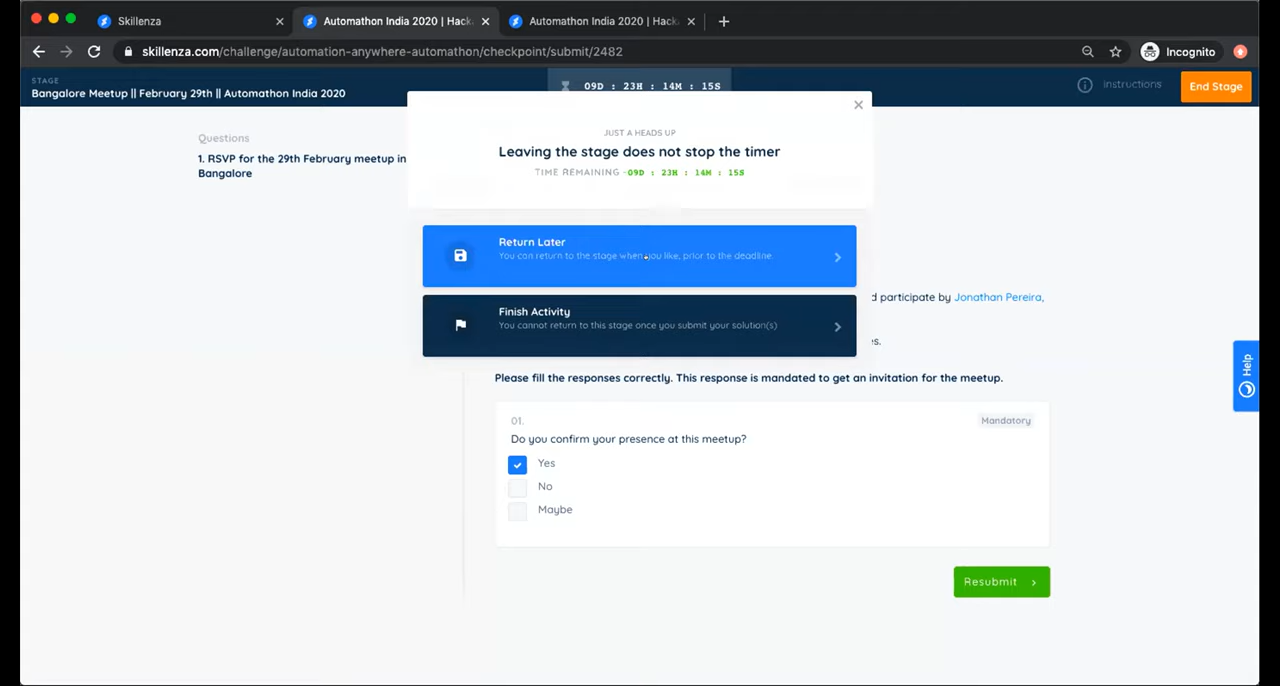 Skillenza
Automathon India 2020 | Hack
Automathon India 2020 | Hack
skillenza.com/challenge/automation-anywhere-automathon/checkpoint/submit/2482
Incognito
STAGE
Bangalore Meetup || February 29th || Automathon India 2020
09D : 23H : 14M : 15S
Instructions
End Stage
JUST A HEADS UP
Leaving the stage does not stop the timer
TIME REMAINING -09D : 23H : 14M : 15S
Questions
1. RSVP for the 29th February meetup in
Bangalore
Return Later
You can return to the stage when you like, prior to the deadline.
Finish Activity
You cannot return to this stage once you submit your solution(s)
d participate by Jonathan Pereira,
es.
Help
Please fill the responses correctly. This response is mandated to get an invitation for the meetup.
01.
Mandatory
Do you confirm your presence at this meetup?
Yes
No
Maybe
Resubmit